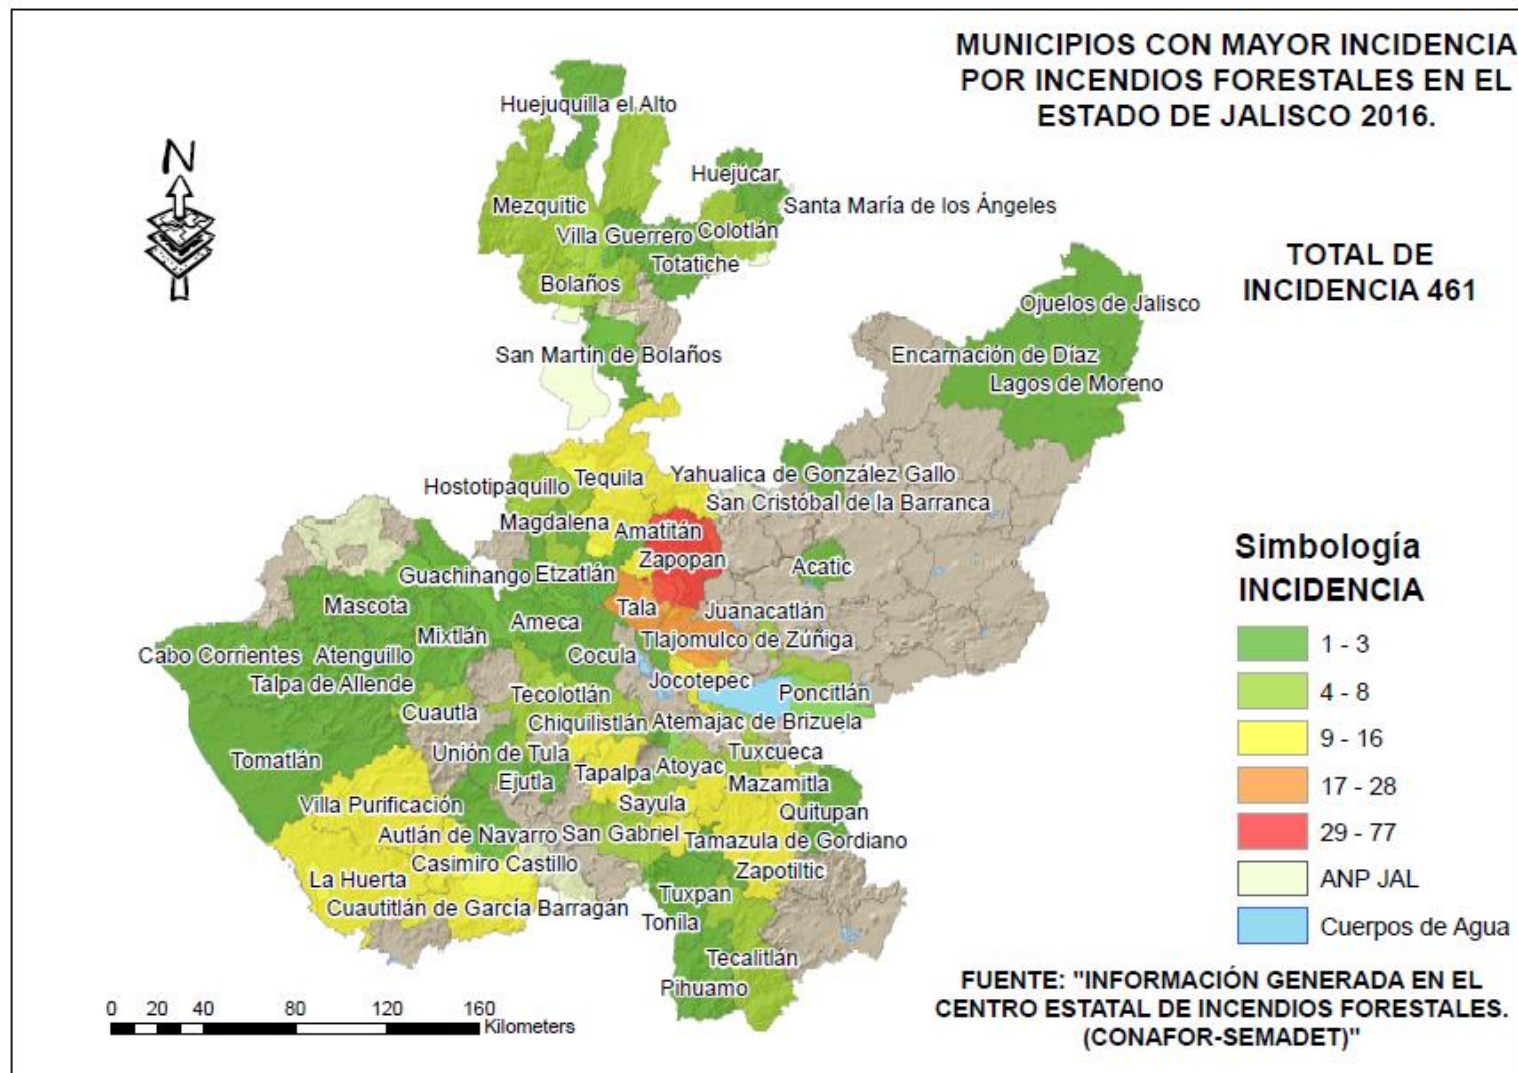 MUNICIPIOS CON MAYOR INCIDENCIA
POR INCENDIOS FORESTALES EN EL
ESTADO DE JALISCO 2016.
N
TOTAL DE
INCIDENCIA 461
Huejuquilla el Alto
Huejúcar
Mezquitic
Santa María de los Ángeles
Villa Guerrero
Colotlán
Totatiche
Bolaños
Ojuelos de Jalisco
San Martín de Bolaños
Encarnación de Díaz
Lagos de Moreno
Hostotipaquillo
Tequila
Yahualica de González Gallo
San Cristóbal de la Barranca
Magdalena
Amatitán
Zapopan
Guachinango
Etzatlán
Acatic
Mascota
Tala
Juanacatlán
Mixtlán
Ameca
Tlajomulco de Zúñiga
Cabo Corrientes
Atenguillo
Cocula
Talpa de Allende
Jocotepec
Poncitlán
Tecolotlán
Cuautla
Chiquilistlán
Atemajac de Brizuela
Tomatlán
Unión de Tula
Tuxcueca
Ejutla
Tapalpa
Atoyac
Mazamitla
Villa Purificación
Sayula
Quitupan
Autlán de Navarro
San Gabriel
Tamazula de Gordiano
Casimiro Castillo
Zapotiltic
La Huerta
Tuxpan
Cuautitlán de García Barragán
Tonila
Tecalitlán
Pihuamo
Simbología
INCIDENCIA
1 - 3
4 - 8
9 - 16
17 - 28
29 - 77
ANP JAL
Cuerpos de Agua
0 20 40 80 120 160
Kilometers
FUENTE: "INFORMACIÓN GENERADA EN EL
CENTRO ESTATAL DE INCENDIOS FORESTALES.
(CONAFOR-SEMADET)"